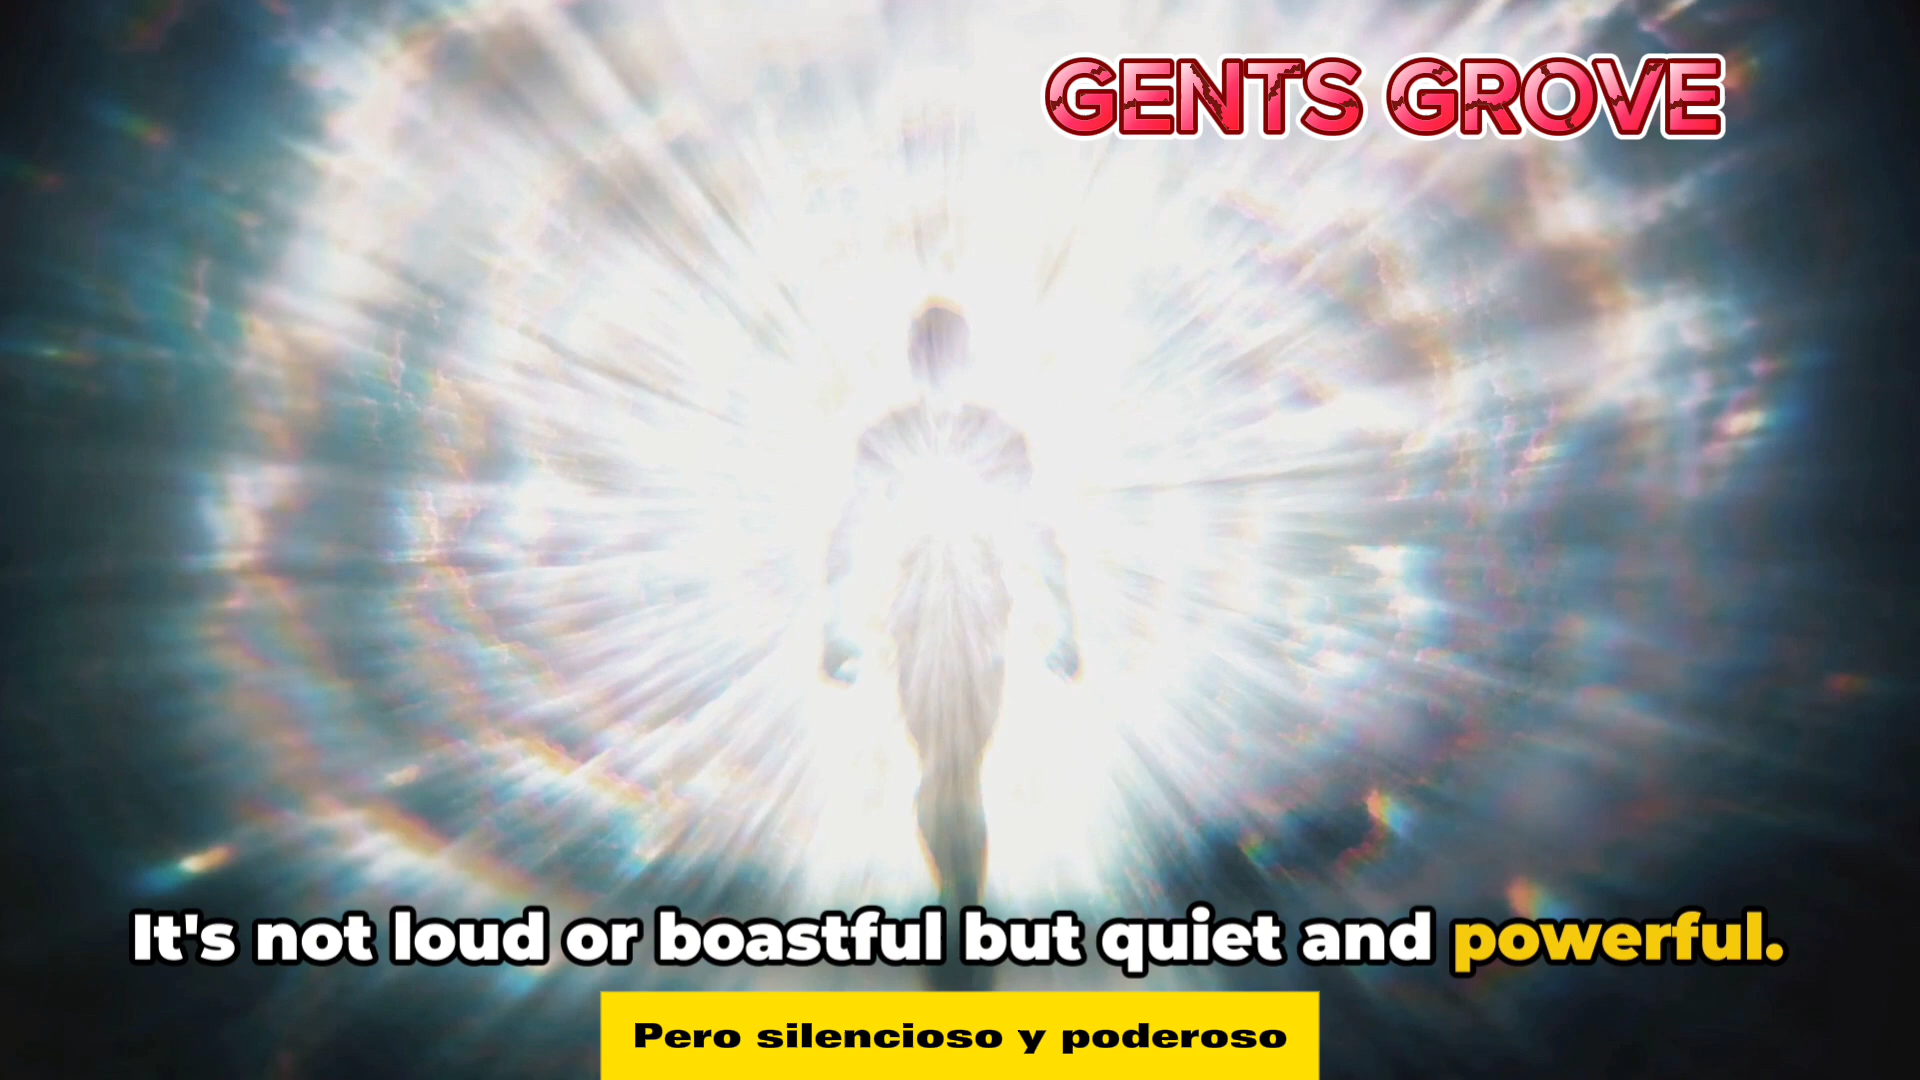 GENTS GROVE
It's not loud or boastful but quiet and powerful.
Pero silencioso y poderoso